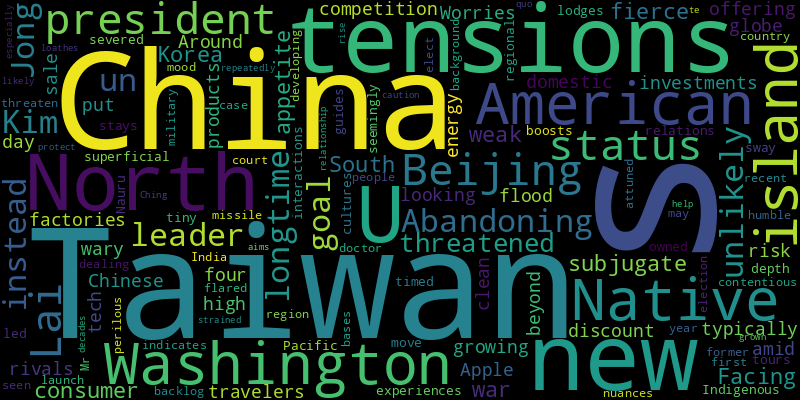 president
tensions
China
Taiwan
North
new
Washington
American
Native
S
U
Beijing
island
status
Abandoning
threatened
leader
longtime
goal
unlikely
Kim
Jong
un
Lai
instead
South
Korea
fierce
competition
Worries
lodges
offering
globe
appetite
energy
domestic
investments
weak
boosts
relations
country
te
quo
especially
loathes
likely
threaten
protect
severed
Around
mood
repeatedly
sale
put
products
military
case
rise
developing
interactions
relationship
guides
seemingly
elect
background
caution
regionally
day
stays
superficial
court
factories
Nauru
Ching
tiny
missile
aims
wary
dealing
India
four
flared
high
strained
region
Chinese
tech
perilous
consumer
rivals
led
seen
launch
Mr
decades
indicates
backlog
travelers
Pacific
bases
timed
move
doctor
people
cultures
looking
flood
clean
beyond
growing
Apple
war
experiences
nuances
subjugate
discount
attuned
help
may
owned
election
sway
recent
humble
risk
depth
contentious
typically
year
grown
former
amid
first
tours
Facing
Indigenous